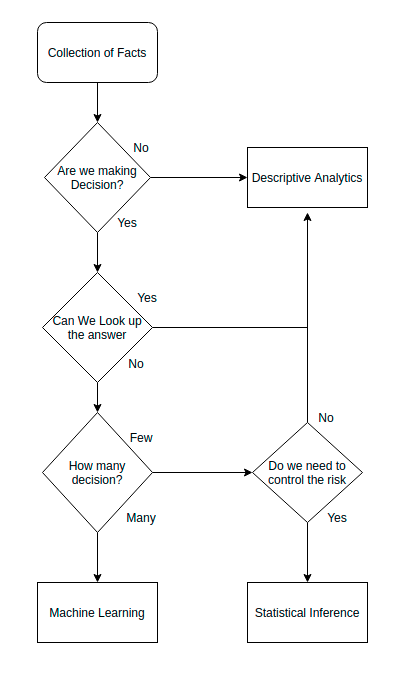 Collection of Facts
No
Are we making
Decision?
Descriptive Analytics
Yes
Yes
Can We Look up
the answer
No
No
Few
How many
decision?
Do we need to
control the risk
Many
Yes
Machine Learning
Statistical Inference